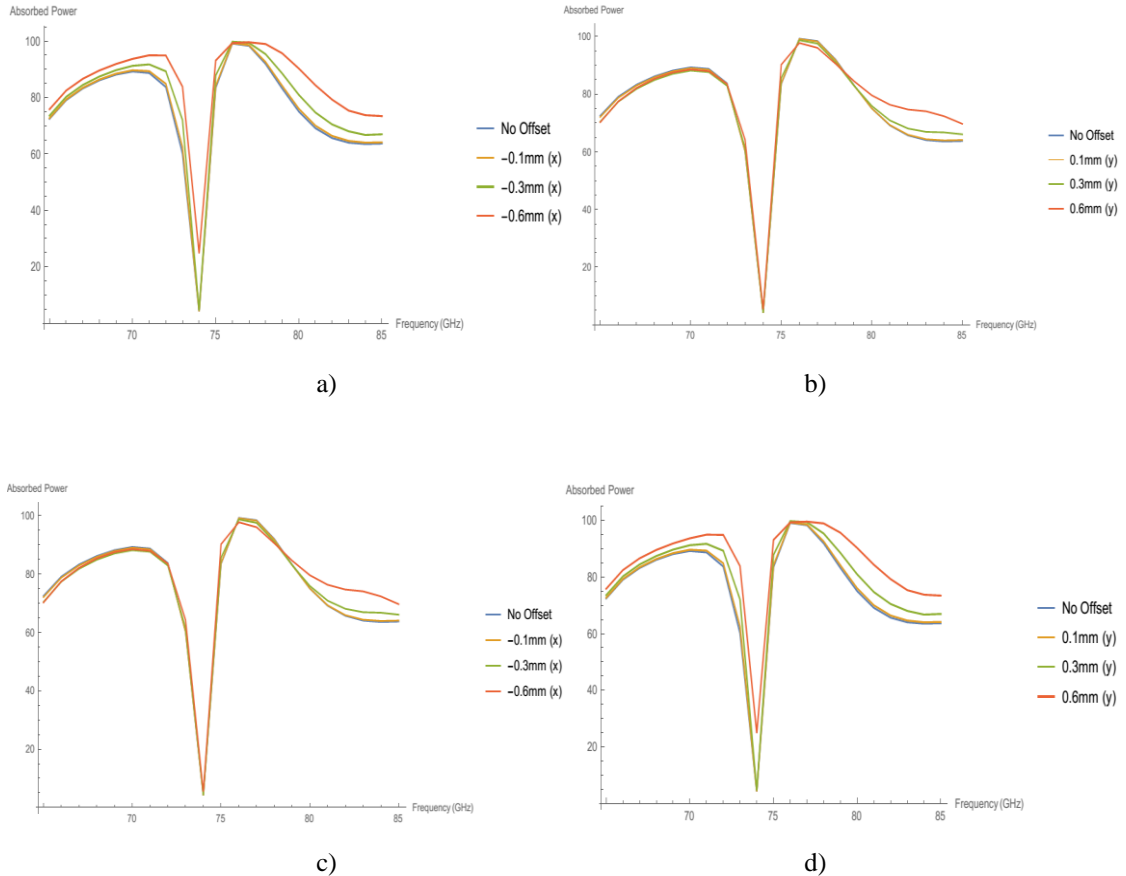 Absorbed Power
100
80
60
40
20
70
75
80
85
Frequency (GHz)
No Offset
−0.1mm (x)
−0.3mm (x)
−0.6mm (x)
a)
Absorbed Power
100
80
60
40
20
70
75
80
85
Frequency (GHz)
No Offset
0.1mm (y)
0.3mm (y)
0.6mm (y)
b)
Absorbed Power
100
80
60
40
20
70
75
80
85
Frequency (GHz)
No Offset
−0.1mm (x)
−0.3mm (x)
−0.6mm (x)
c)
Absorbed Power
100
80
60
40
20
70
75
80
85
Frequency (GHz)
No Offset
0.1mm (y)
0.3mm (y)
0.6mm (y)
d)